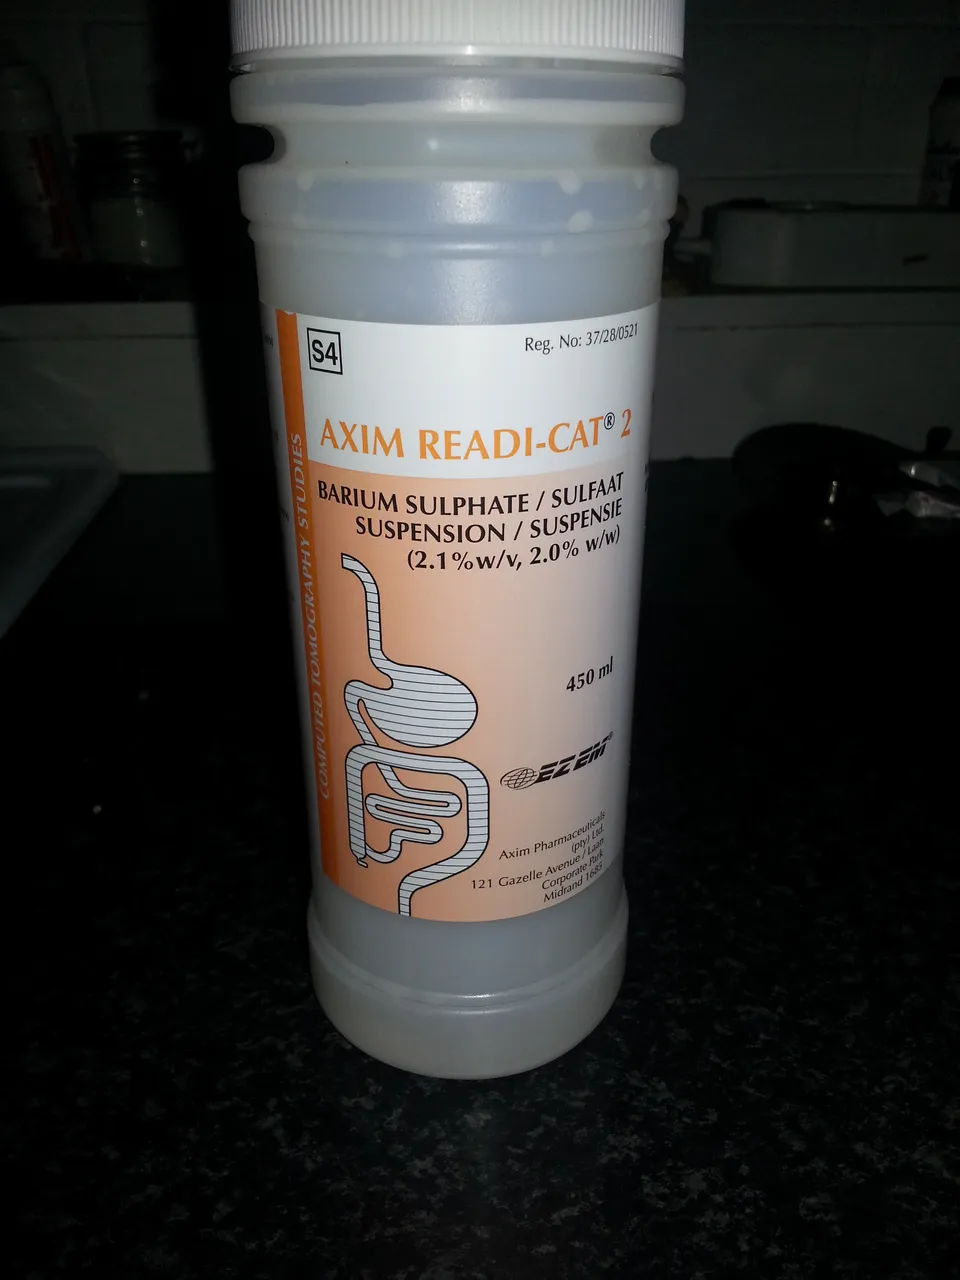 S4
Reg. No: 37/28/0521
AXIM READI-CAT® 2
BARIUM SULPHATE / SULFAAT
SUSPENSION / SUSPENSIE
(2.1%w/v, 2.0% w/w)
COMPUTED TOMOGRAPHY STUDIES
450 ml
EZEM®
Axim Pharmaceuticals
(pty) Ltd.
121 Gazelle Avenue / Laan
Corporate Park
Midrand 1685